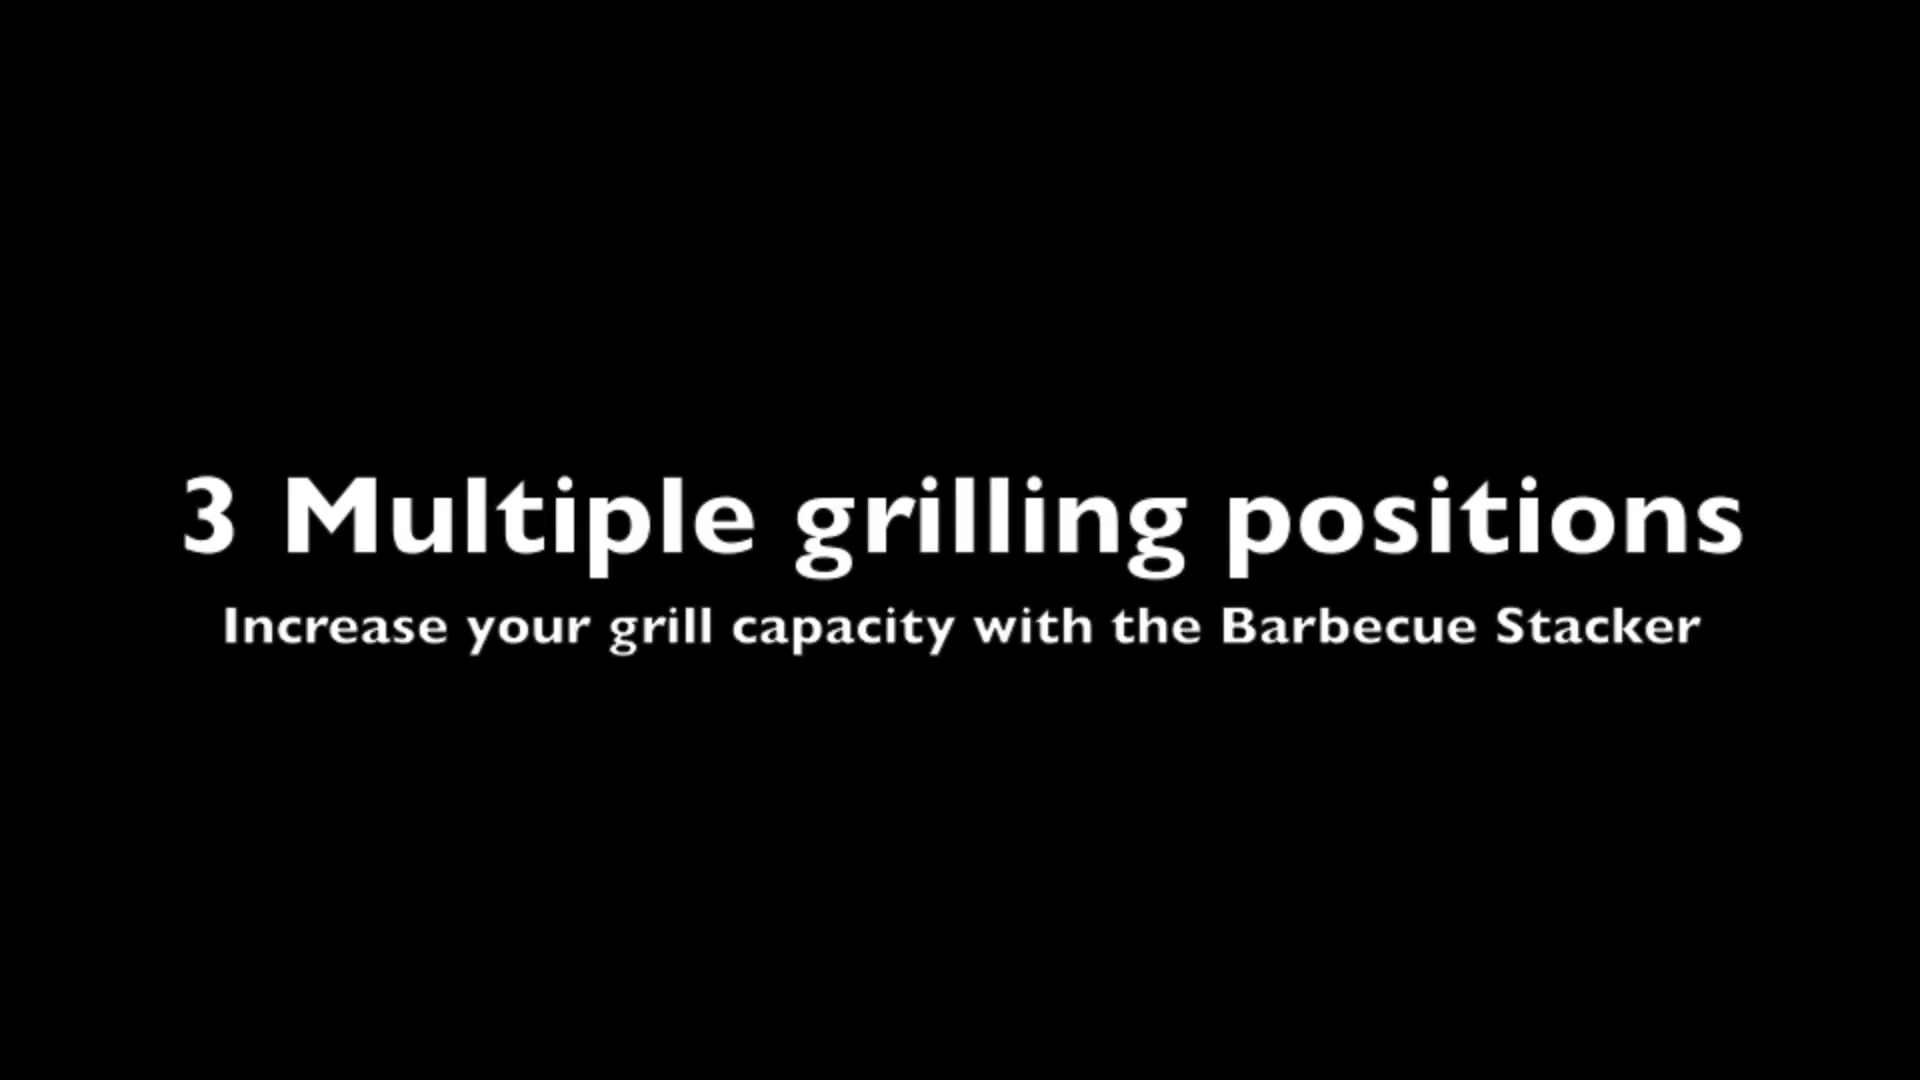 3 Multiple grilling positions
Increase your grill capacity with the Barbecue Stacker